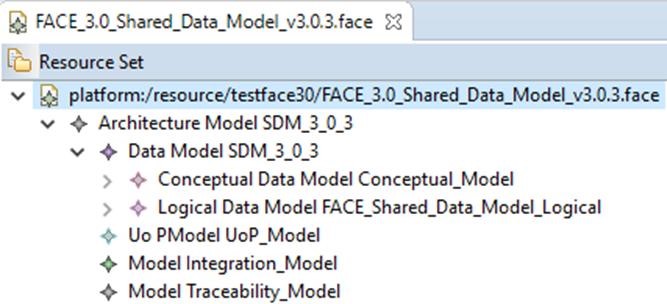 FACE_3.0_Shared_Data_Model_v3.0.3.face
Resource Set
platform:/resource/testface30/FACE_3.0_Shared_Data_Model_v3.0.3.face
Architecture Model SDM_3_0_3
Data Model SDM_3_0_3
Conceptual Data Model Conceptual_Model
Logical Data Model FACE_Shared_Data_Model_Logical
Uo PModel UoP_Model
Model Integration_Model
Model Traceability_Model